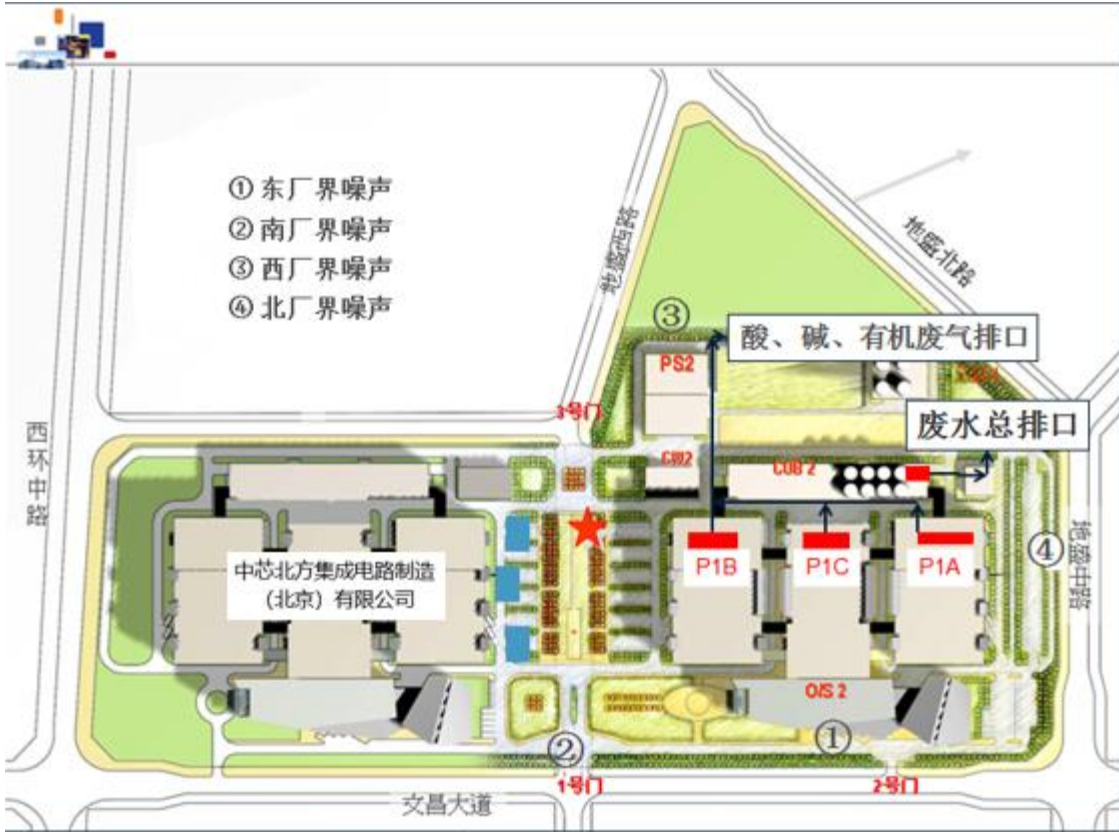 ① 东厂界噪声
② 南厂界噪声
③ 西厂界噪声
④ 北厂界噪声
地盛西路
地盛北路
③
酸、碱、有机废气排口
PS2
3号门
废水总排口
西环中路
CW2
CUB 2
中芯北方集成电路制造
（北京）有限公司
P1B
P1C
P1A
④
地盛中路
O/S 2
②
①
1号门
2号门
文昌大道